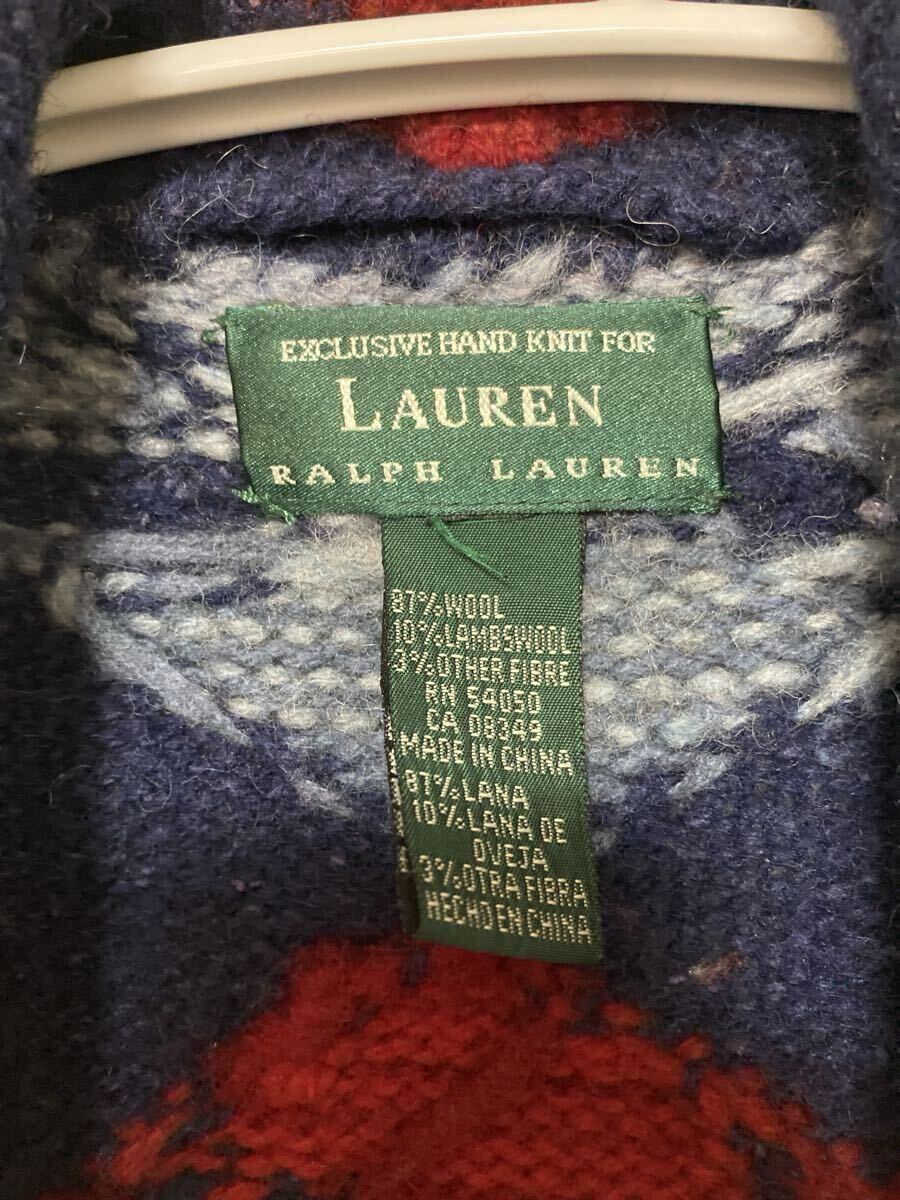 EXCLUSIVE HAND KNIT FOR
LAUREN
RALPH LAUREN
87%WOOL
10%LAMBSWOOL
3%OTHER FIBRE
RN 54050
CA 08349
MADE IN CHINA
87%LANA
10%LANA DE
OVEJA
3%OTRA FIBRA
HECHO EN CHINA